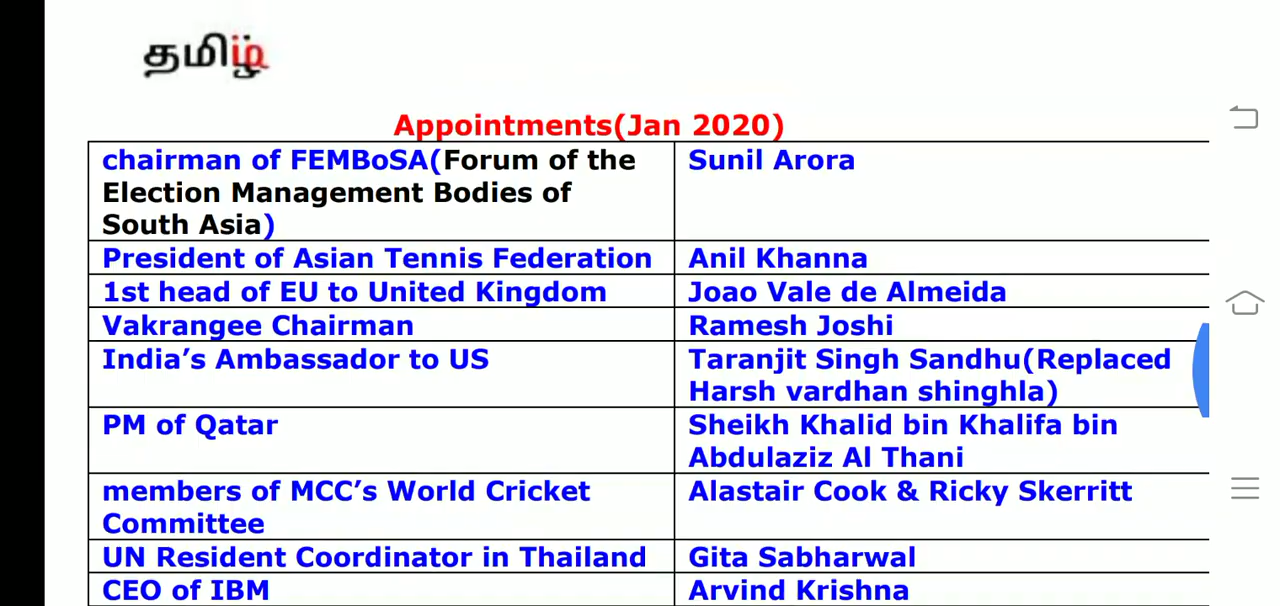 தமிழ்
Appointments(Jan 2020)
chairman of FEMBoSA(Forum of the
Election Management Bodies of
South Asia)
Sunil Arora
President of Asian Tennis Federation
Anil Khanna
1st head of EU to United Kingdom
Joao Vale de Almeida
Vakrangee Chairman
Ramesh Joshi
India’s Ambassador to US
Taranjit Singh Sandhu(Replaced
Harsh vardhan shinghla)
PM of Qatar
Sheikh Khalid bin Khalifa bin
Abdulaziz Al Thani
members of MCC’s World Cricket
Committee
Alastair Cook & Ricky Skerritt
UN Resident Coordinator in Thailand
Gita Sabharwal
CEO of IBM
Arvind Krishna